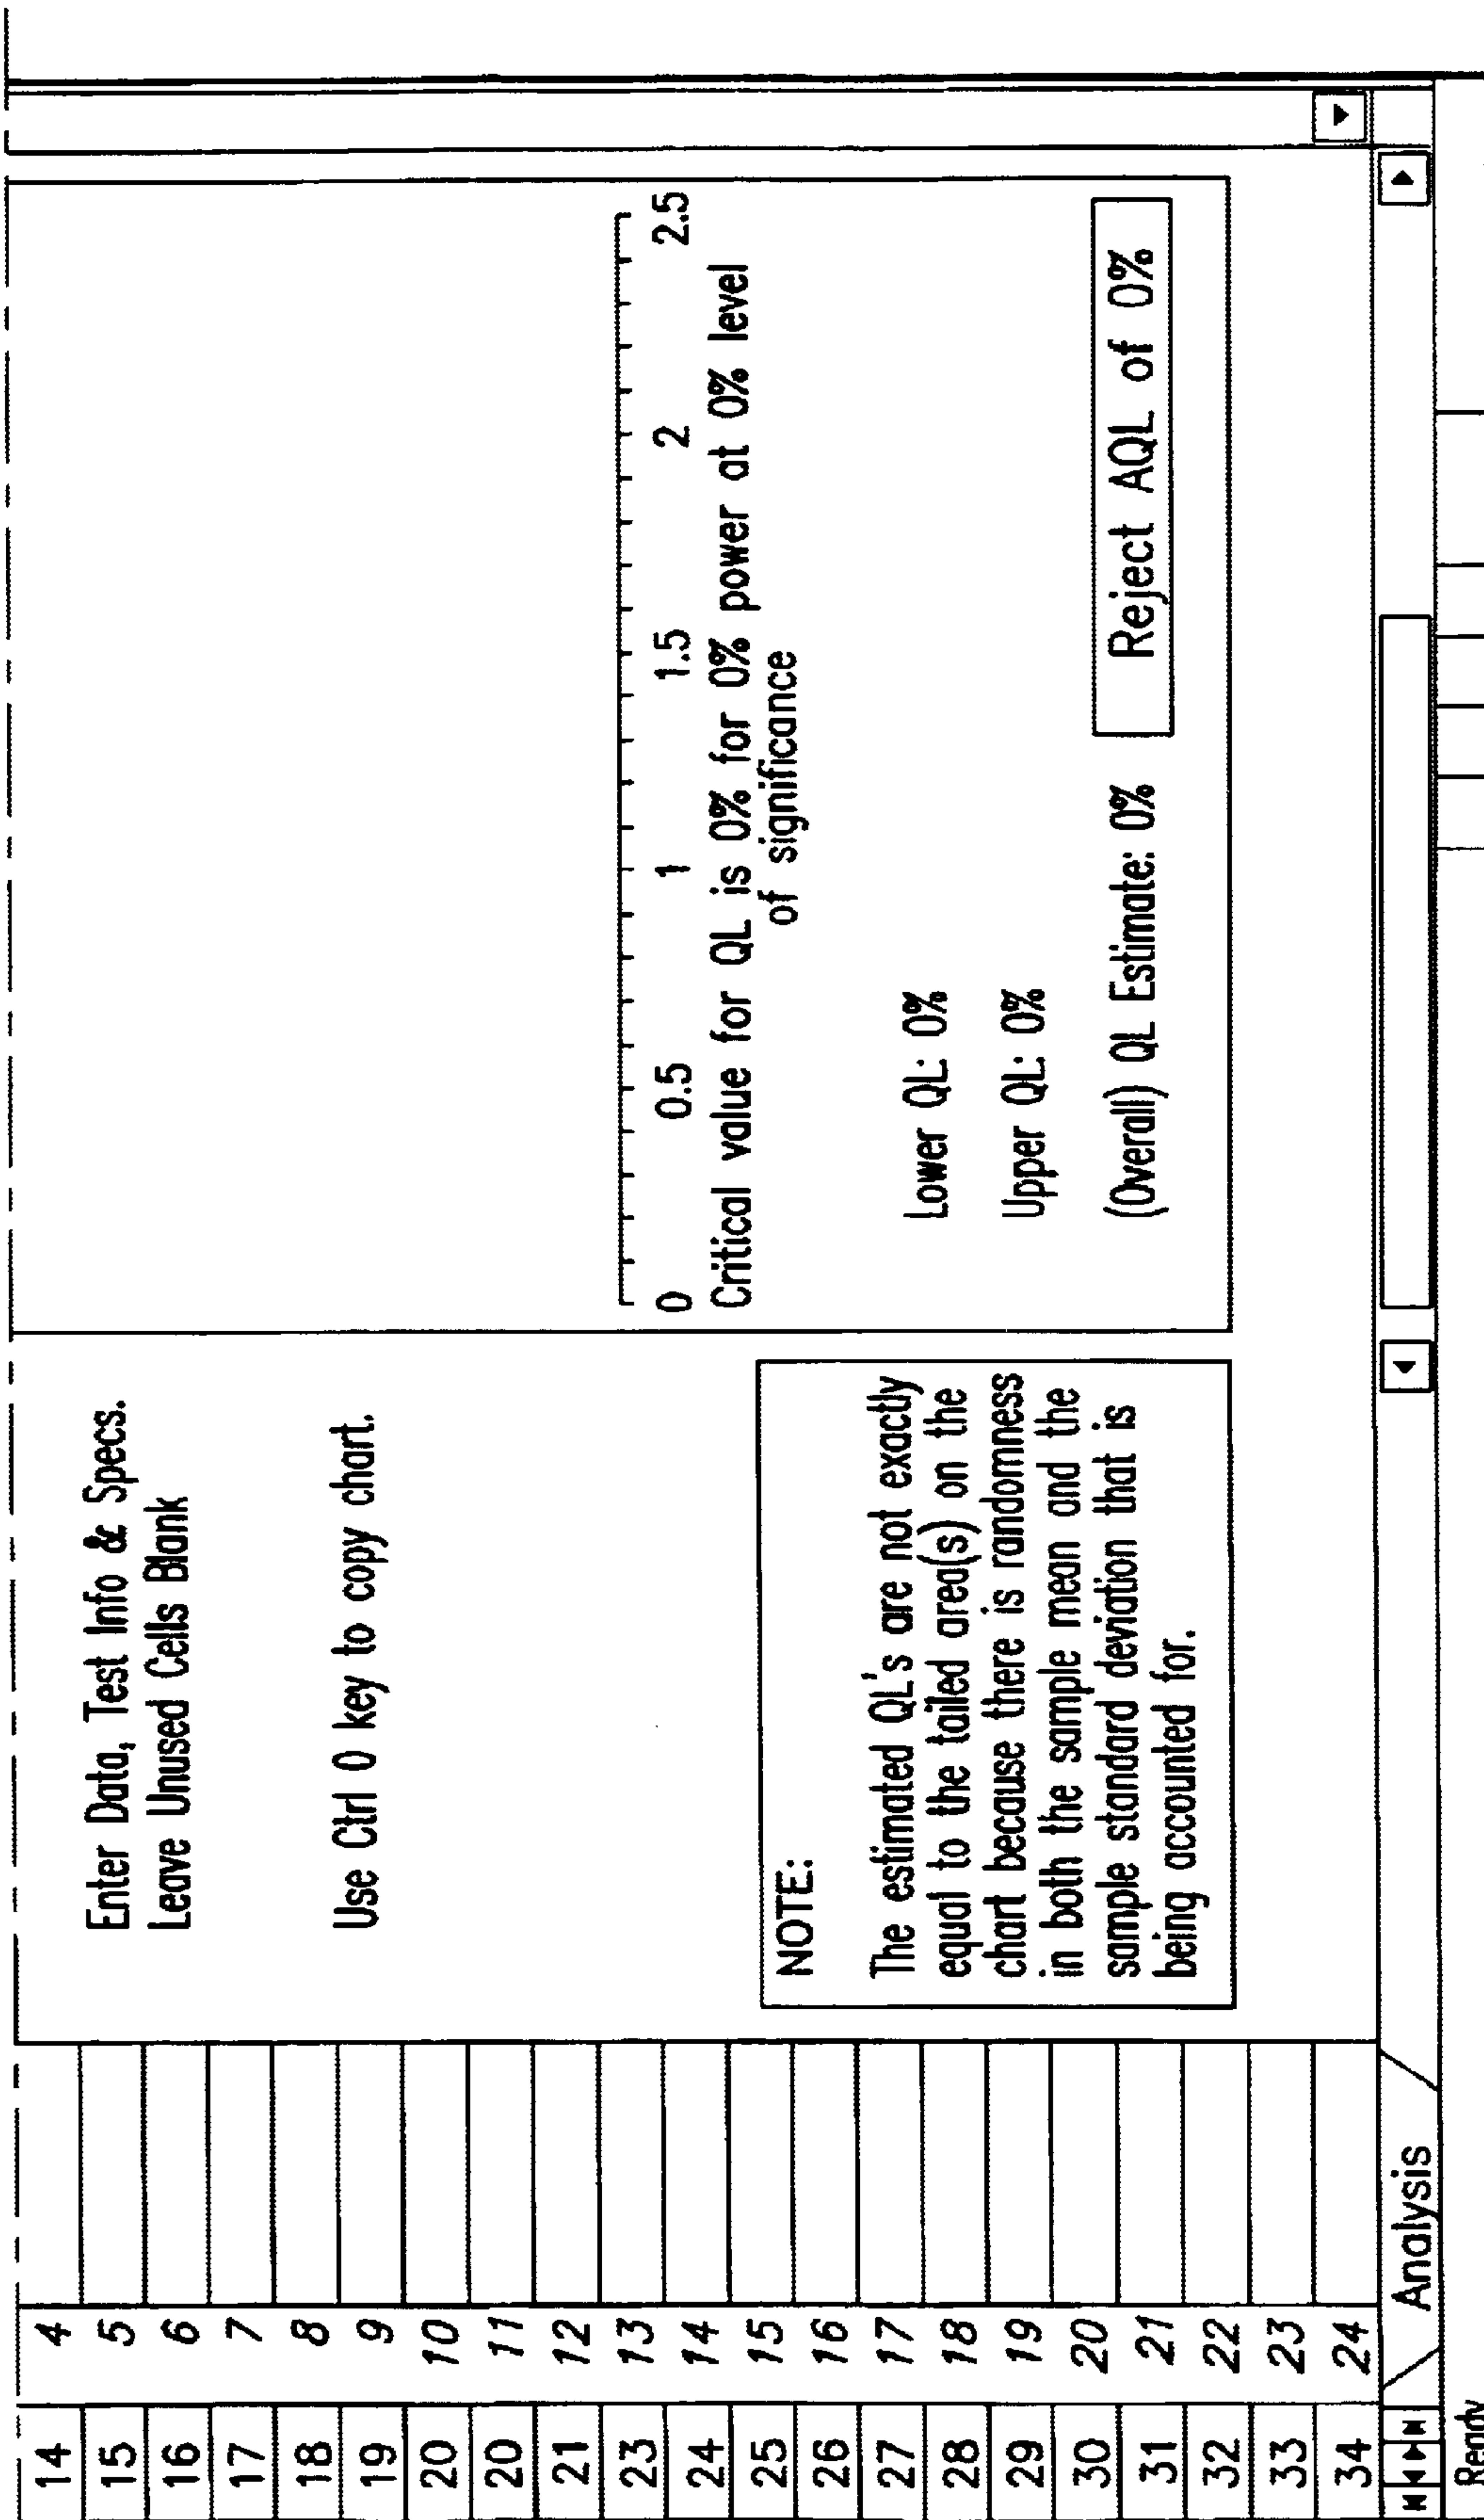 14 4
15 5 Enter Data, Test Info & Specs.
16 6 Leave Unused Cells Blank
17 7
18 8
19 9 Use Ctrl O key to copy chart.
20 10
20 11
21 12
23 13
24 14
0 0.5 1 1.5 2 2.5
Critical value for QL is 0% for 0% power at 0% level
of significance
25 15
26 16
27 17
28 18
29 19
30 20
31 21
32 22
33 23
34 24
NOTE:
The estimated QL's are not exactly
equal to the tailed area(s) on the
chart because there is randomness
in both the sample mean and the
sample standard deviation that is
being accounted for.
Lower QL: 0%
Upper QL: 0%
(Overall) QL Estimate: 0% Reject AQL of 0%
Analysis
Ready